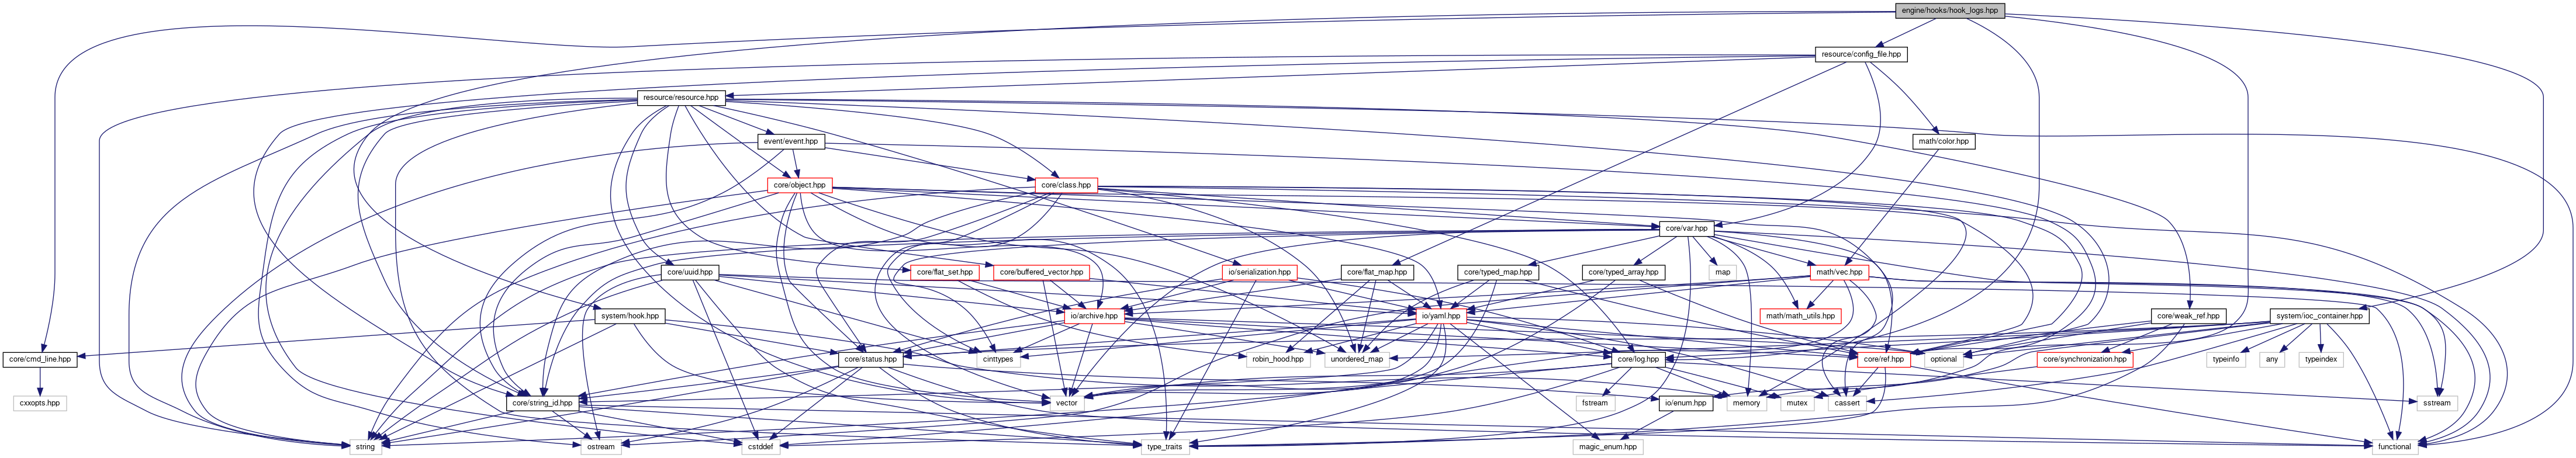 engine/hooks/hook_logs.hpp
resource/config_file.hpp
resource/resource.hpp
event/event.hpp
math/color.hpp
core/object.hpp
core/class.hpp
core/var.hpp
core/uuid.hpp
core/flat_set.hpp
core/buffered_vector.hpp
io/serialization.hpp
core/flat_map.hpp
core/typed_map.hpp
core/typed_array.hpp
map
math/vec.hpp
system/hook.hpp
io/archive.hpp
io/yaml.hpp
math/math_utils.hpp
core/weak_ref.hpp
system/ioc_container.hpp
core/cmd_line.hpp
core/status.hpp
cinttypes
robin_hood.hpp
unordered_map
core/log.hpp
core/ref.hpp
optional
core/synchronization.hpp
typeinfo
any
typeindex
cxxopts.hpp
core/string_id.hpp
vector
fstream
io/enum.hpp
memory
mutex
cassert
sstream
string
ostream
cstddef
type_traits
magic_enum.hpp
functional